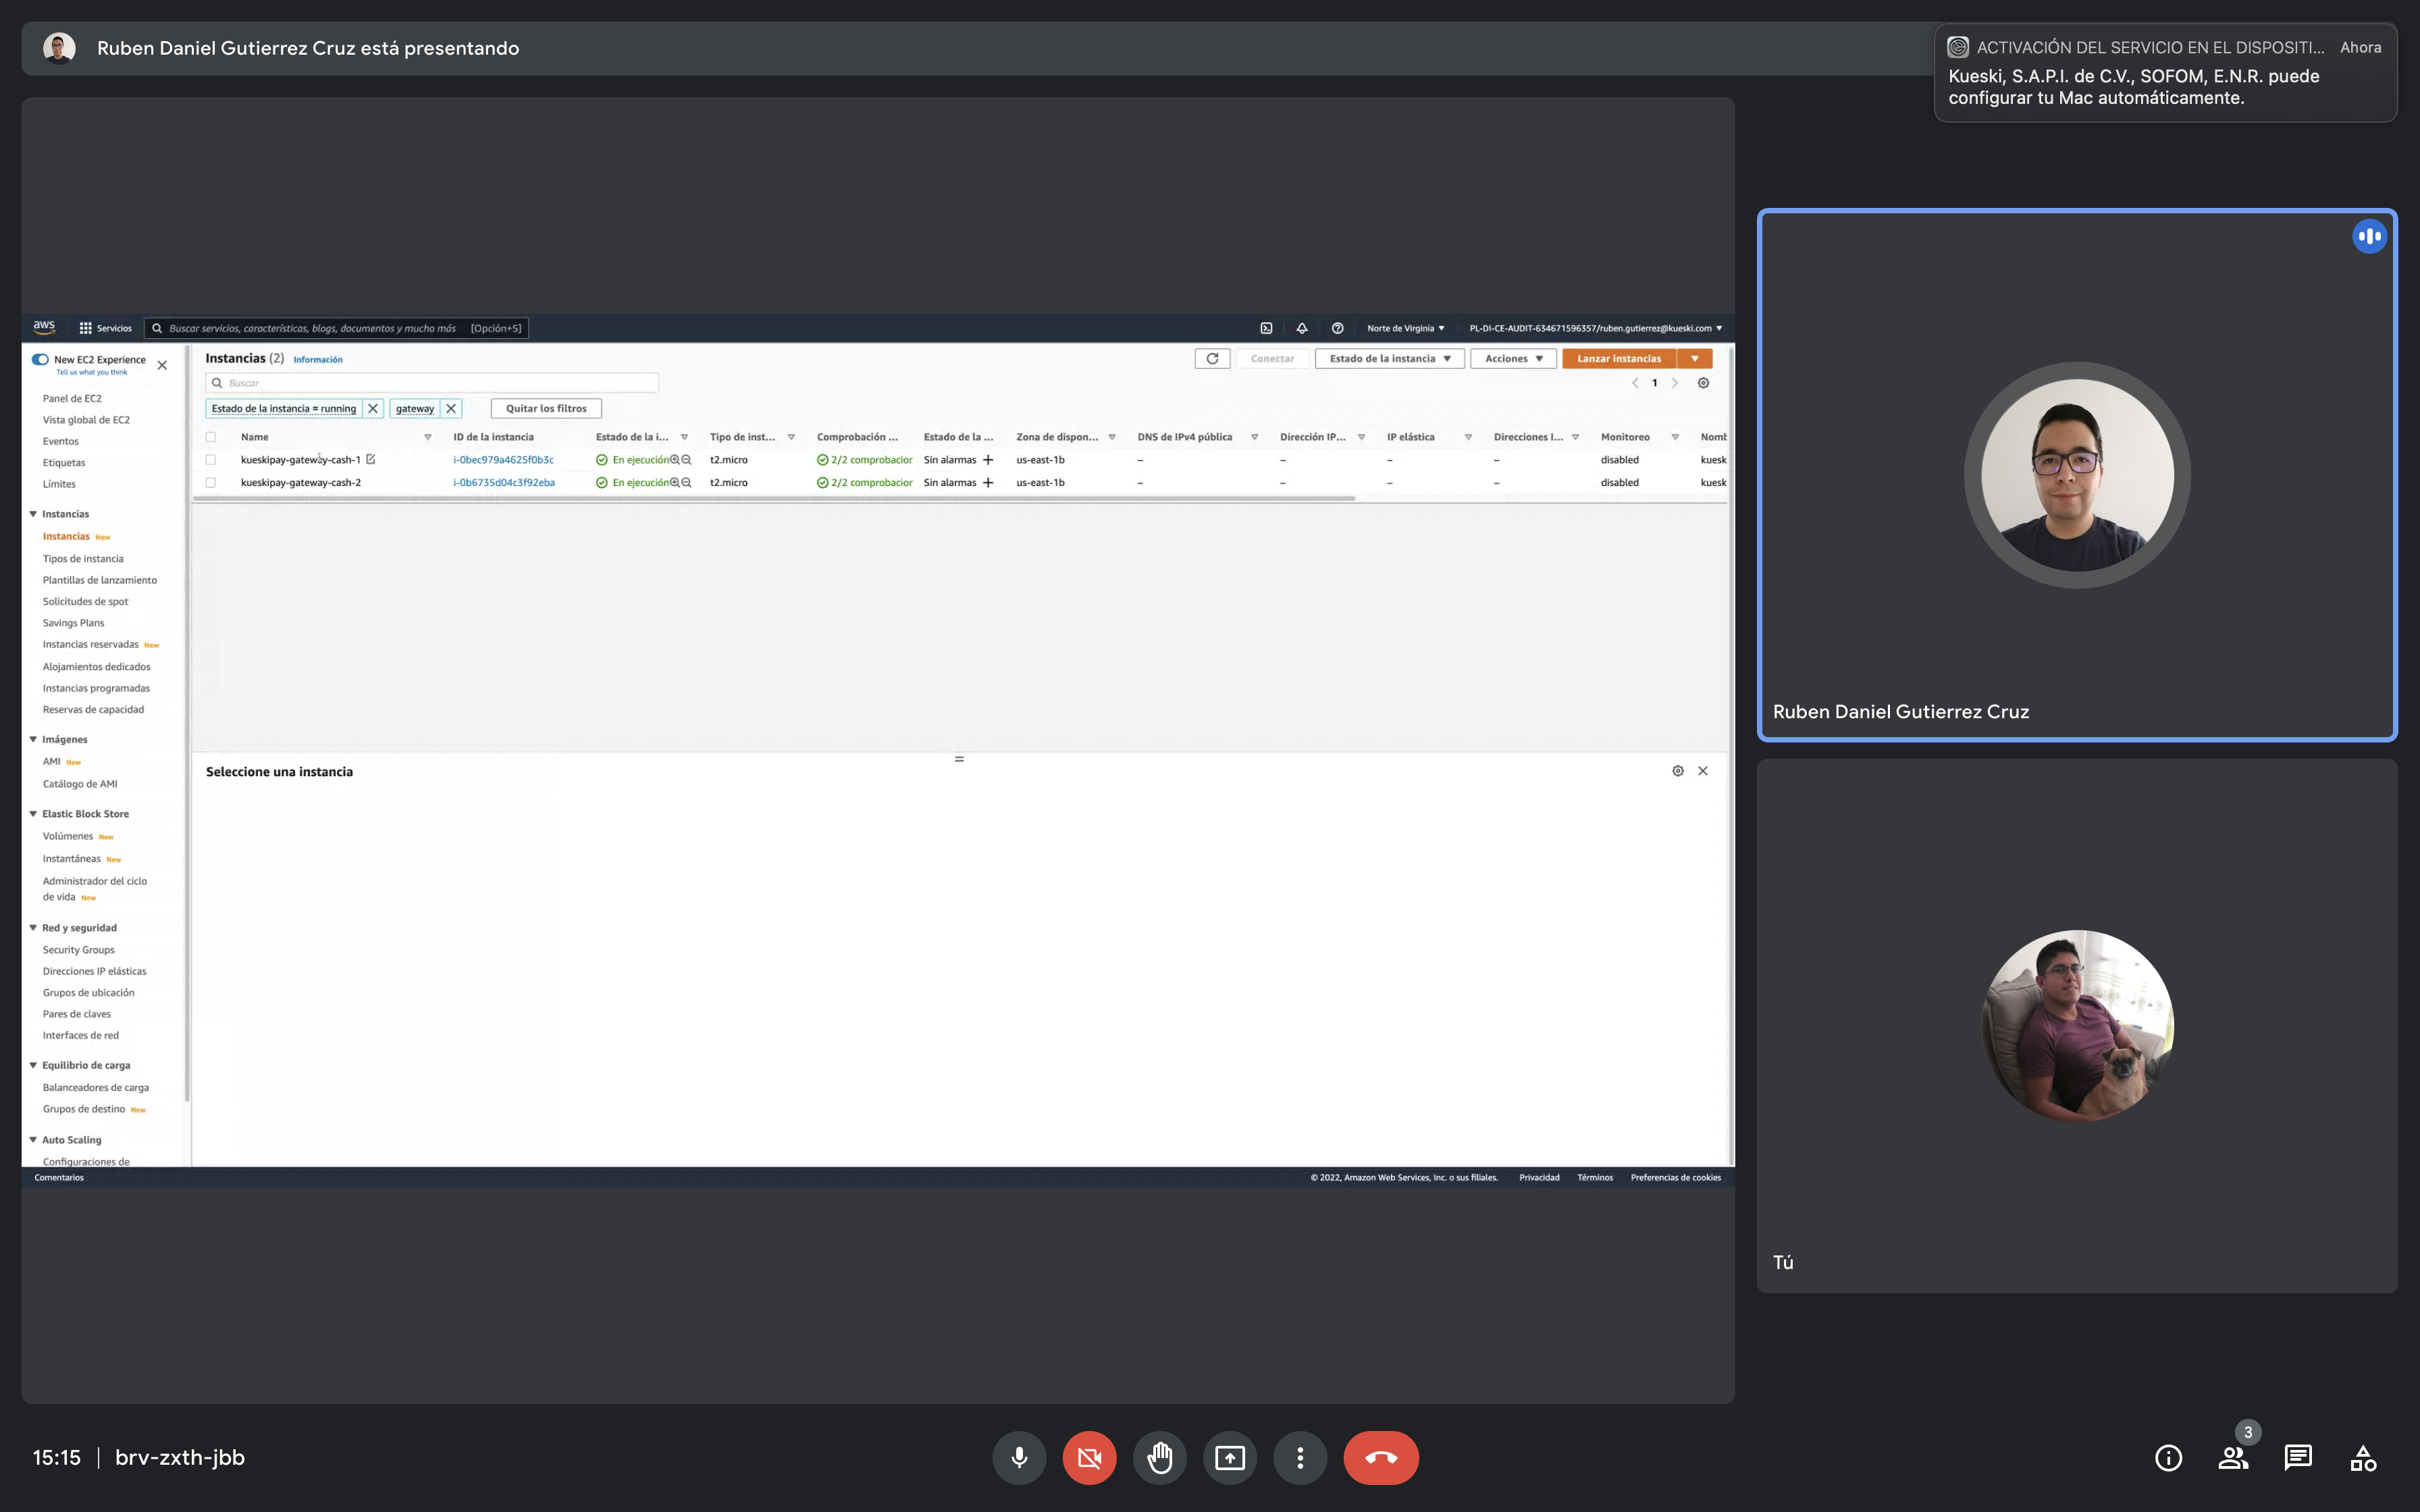 Ruben Daniel Gutierrez Cruz está presentando
ACTIVACIÓN DEL SERVICIO EN EL DISPOSITI... Ahora
Kueski, S.A.P.I. de C.V., SOFOM, E.N.R. puede
configurar tu Mac automáticamente.
aws Servicios Buscar servicios, características, blogs, documentos y mucho más [Opción+S] Norte de Virginia PL-DI-CE-AUDIT-634671596357/ruben.gutierrez@kueski.com
New EC2 Experience
Tell us what you think
Panel de EC2
Vista global de EC2
Eventos
Etiquetas
Límites
Instancias
Instancias New
Tipos de instancia
Plantillas de lanzamiento
Solicitudes de spot
Savings Plans
Instancias reservadas New
Alojamientos dedicados
Instancias programadas
Reservas de capacidad
Imágenes
AMI New
Catálogo de AMI
Elastic Block Store
Volúmenes New
Instantáneas New
Administrador del ciclo
de vida New
Red y seguridad
Security Groups
Direcciones IP elásticas
Grupos de ubicación
Pares de claves
Interfaces de red
Equilibrio de carga
Balanceadores de carga
Grupos de destino New
Auto Scaling
Configuraciones de
Instancias (2) Información Conectar Estado de la instancia Acciones Lanzar instancias
Buscar 1
Estado de la instancia = running gateway Quitar los filtros
Name ID de la instancia Estado de la i... Tipo de inst... Comprobación ... Estado de la ... Zona de dispon... DNS de IPv4 pública Dirección IP... IP elástica Direcciones I... Monitoreo Nomb
kueskipay-gateway-cash-1 i-0bec979a4625f0b3c En ejecución t2.micro 2/2 comprobacior Sin alarmas us-east-1b – – – – disabled kuesk
kueskipay-gateway-cash-2 i-0b6735d04c3f92eba En ejecución t2.micro 2/2 comprobacior Sin alarmas us-east-1b – – – – disabled kuesk
Seleccione una instancia
Comentarios © 2022, Amazon Web Services, Inc. o sus filiales. Privacidad Términos Preferencias de cookies
Ruben Daniel Gutierrez Cruz
Tú
15:15 | brv-zxth-jbb
3